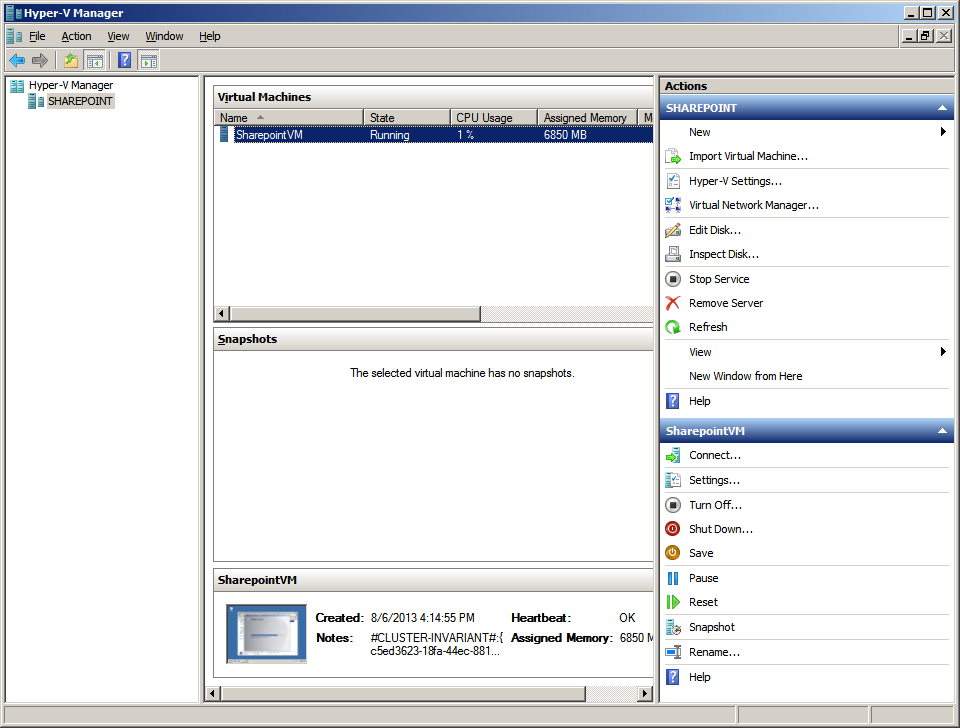 Hyper-V Manager
File Action View Window Help
Hyper-V Manager
SHAREPOINT
Virtual Machines
Name State CPU Usage Assigned Memory M
SharepointVM Running 1 % 6850 MB
Snapshots
The selected virtual machine has no snapshots.
SharepointVM
Created: 8/6/2013 4:14:55 PM Heartbeat: OK
Notes: #CLUSTER-INVARIANT#:{ Assigned Memory: 6850 M
c5ed3623-18fa-44ec-881...
Actions
SHAREPOINT
New
Import Virtual Machine...
Hyper-V Settings...
Virtual Network Manager...
Edit Disk...
Inspect Disk...
Stop Service
Remove Server
Refresh
View
New Window from Here
Help
SharepointVM
Connect...
Settings...
Turn Off...
Shut Down...
Save
Pause
Reset
Snapshot
Rename...
Help